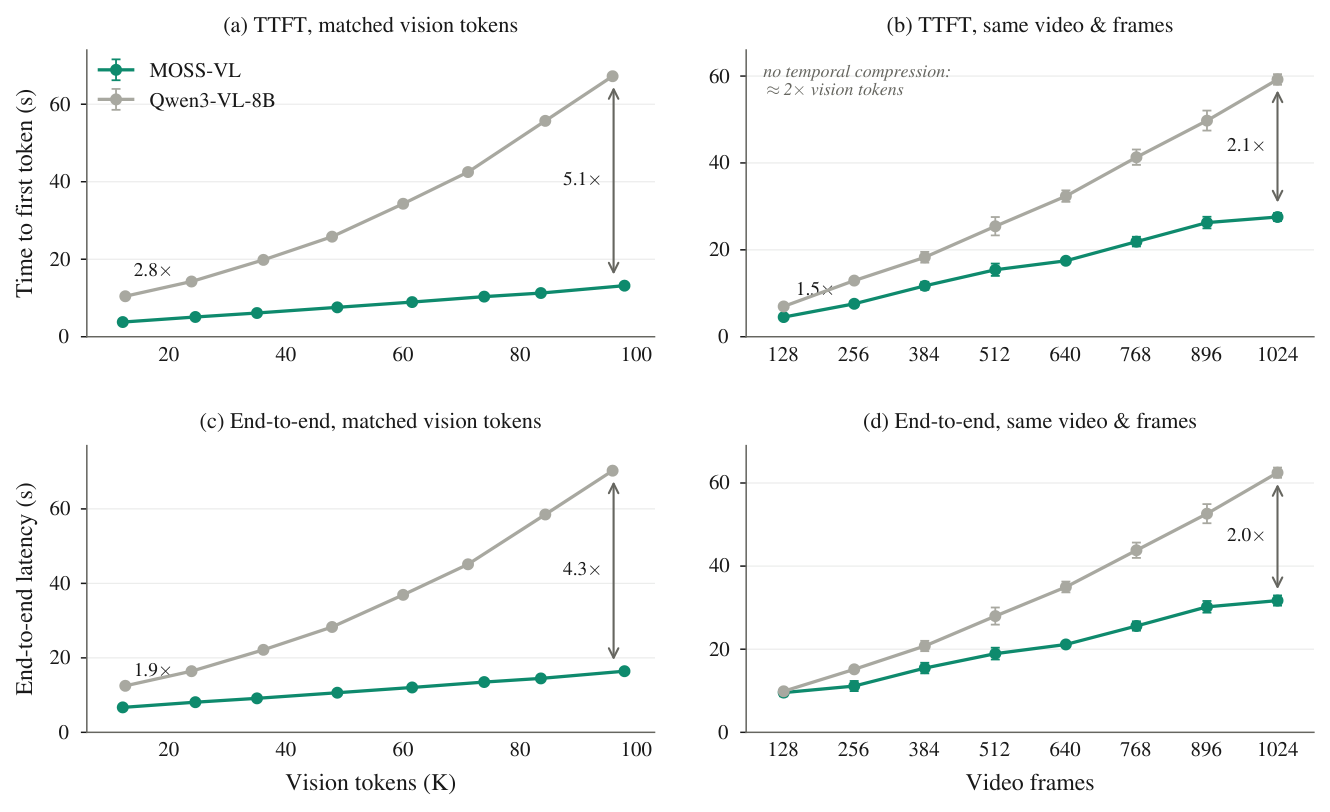 (a) TTFT, matched vision tokens
Time to first token (s)
60
40
20
0
MOSS-VL
Qwen3-VL-8B
2.8×
5.1×
20 40 60 80 100
(b) TTFT, same video & frames
60
40
20
0
no temporal compression:
≈ 2× vision tokens
1.5×
2.1×
128 256 384 512 640 768 896 1024
(c) End-to-end, matched vision tokens
End-to-end latency (s)
60
40
20
0
1.9×
4.3×
20 40 60 80 100
Vision tokens (K)
(d) End-to-end, same video & frames
60
40
20
0
2.0×
128 256 384 512 640 768 896 1024
Video frames